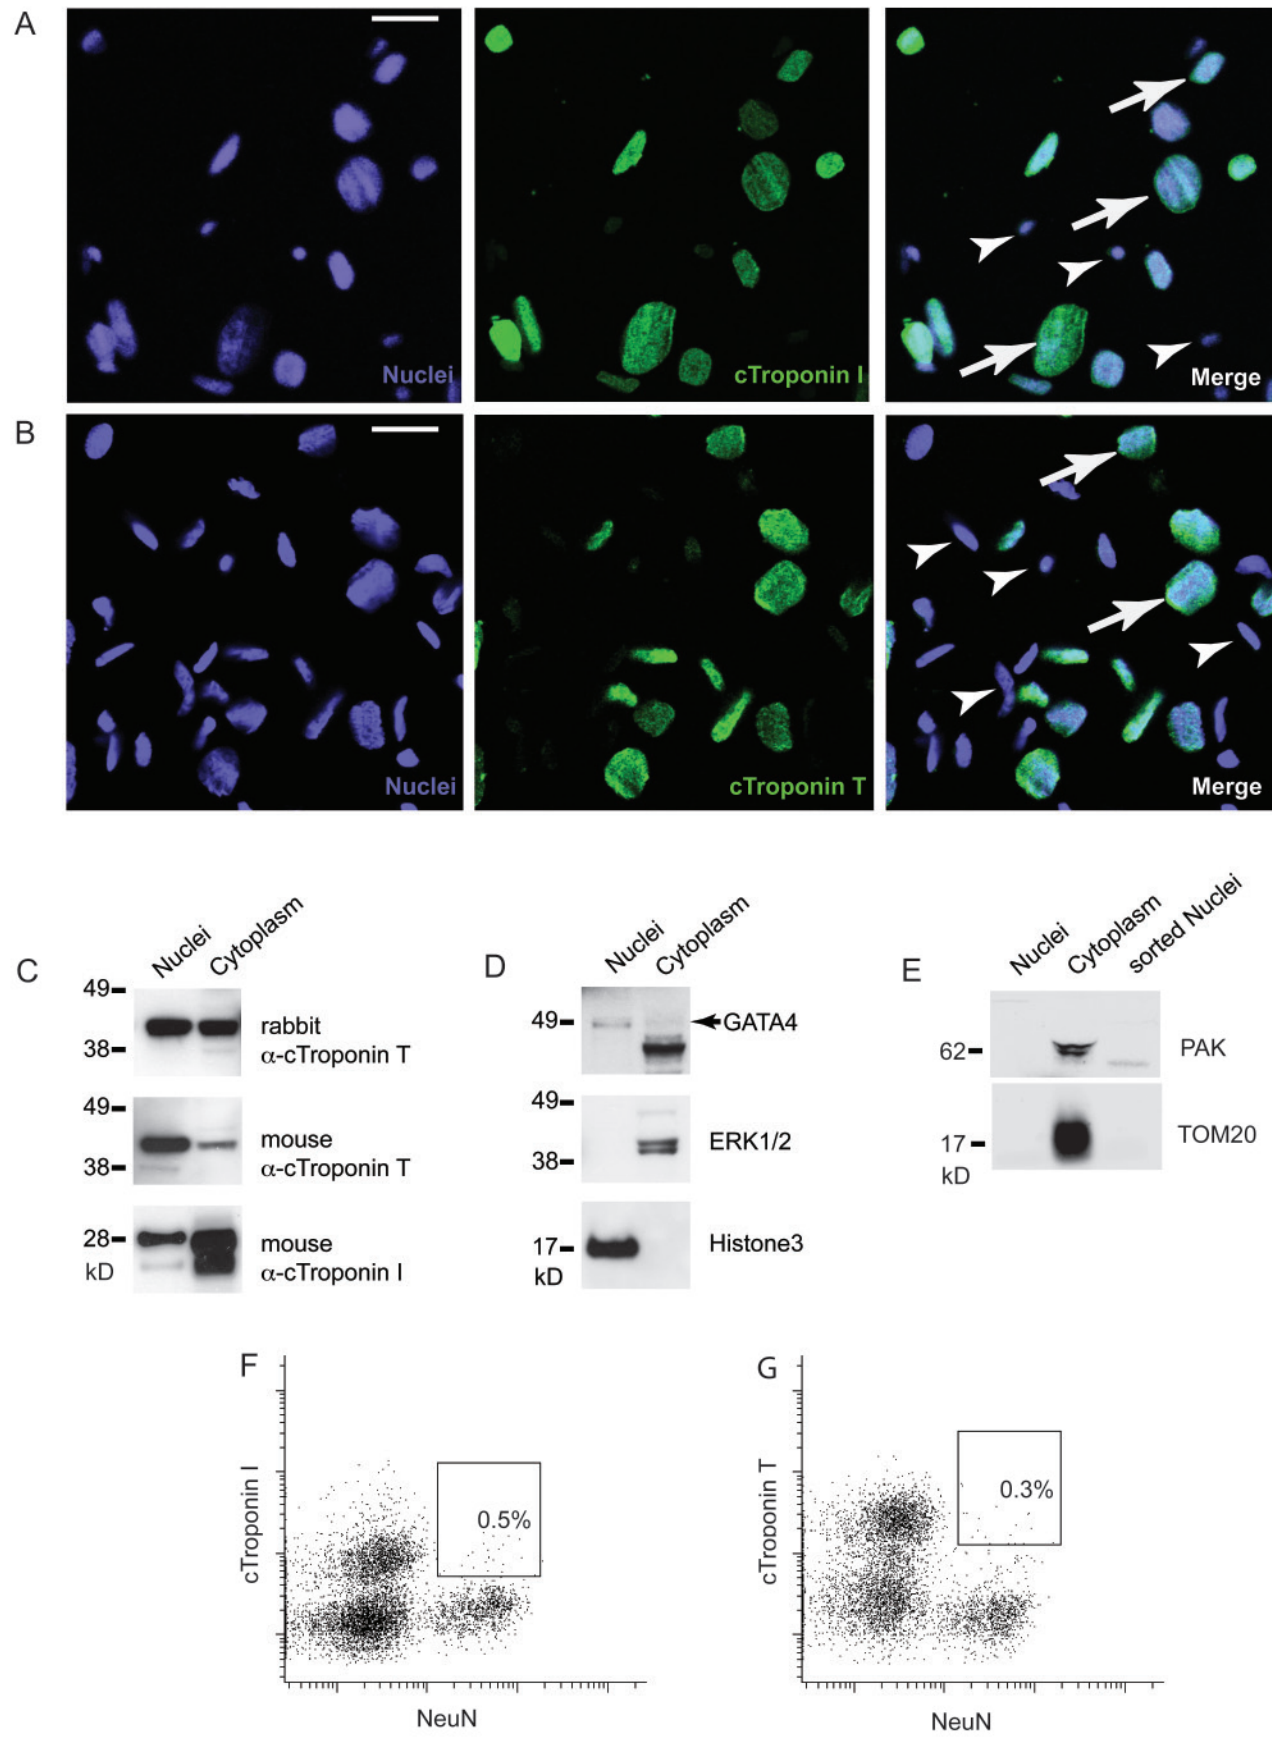 A
Nuclei
cTroponin I
Merge
B
Nuclei
cTroponin T
Merge
C
Nuclei
Cytoplasm
49
38
rabbit
α-cTroponin T
49
38
mouse
α-cTroponin T
28
kD
mouse
α-cTroponin I
D
Nuclei
Cytoplasm
49
GATA4
49
38
ERK1/2
17
kD
Histone3
E
Nuclei
Cytoplasm
sorted Nuclei
62
PAK
17
kD
TOM20
F
cTroponin I
0.5%
NeuN
G
cTroponin T
0.3%
NeuN